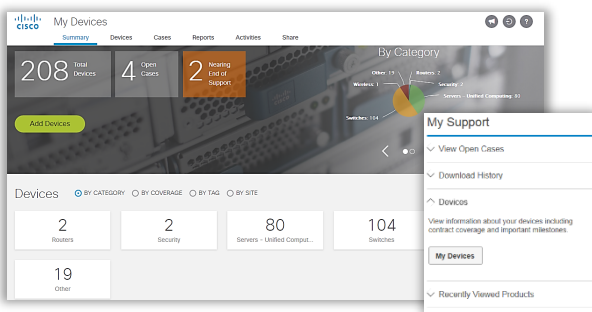 CISCO
My Devices
Summary Devices Cases Reports Activities Share
208 Total Devices
4 Open Cases
2 Nearing End of Support
Add Devices
By Category
Other: 19
Routers: 2
Wireless: 1
Security: 2
Servers - Unified Computing: 80
Switches: 104
Devices
BY CATEGORY BY COVERAGE BY TAG BY SITE
2
Routers
2
Security
80
Servers - Unified Comput...
104
Switches
19
Other
My Support
View Open Cases
Download History
Devices
View information about your devices including
contract coverage and important milestones.
My Devices
Recently Viewed Products